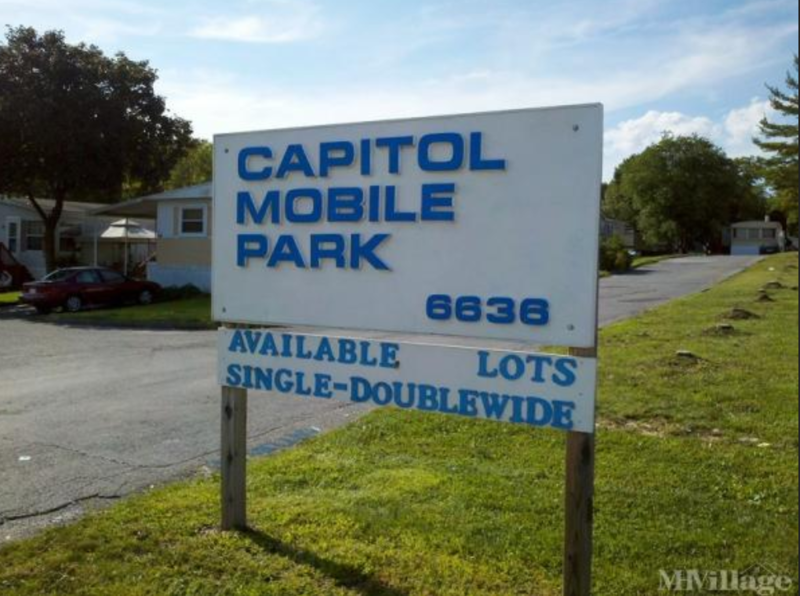 CAPITOL
MOBILE
PARK
6636
AVAILABLE LOTS
SINGLE-DOUBLEWIDE
MHVillage